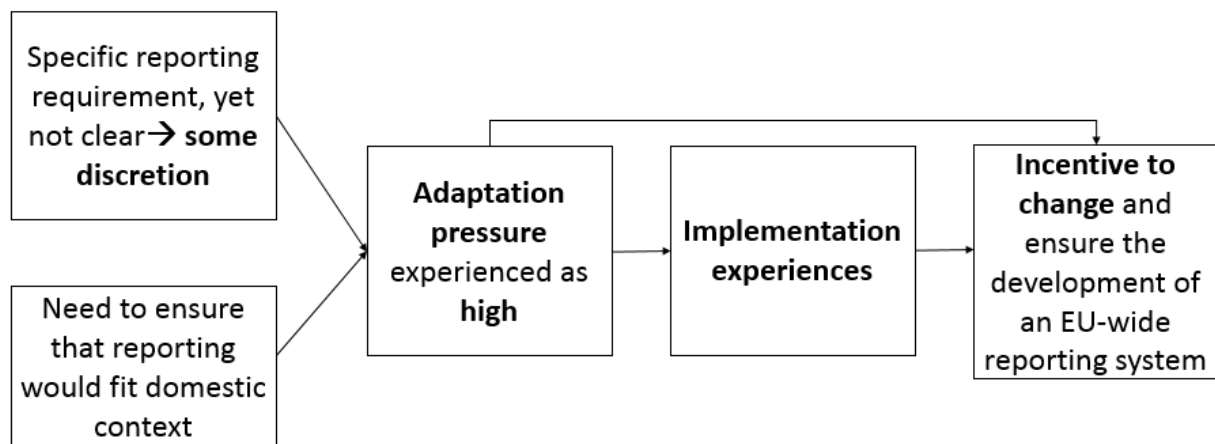 Specific reporting
requirement, yet
not clear→ some
discretion
Need to ensure
that reporting
would fit domestic
context
Adaptation
pressure
experienced as
high
Implementation
experiences
Incentive to
change and
ensure the
development of
an EU-wide
reporting system